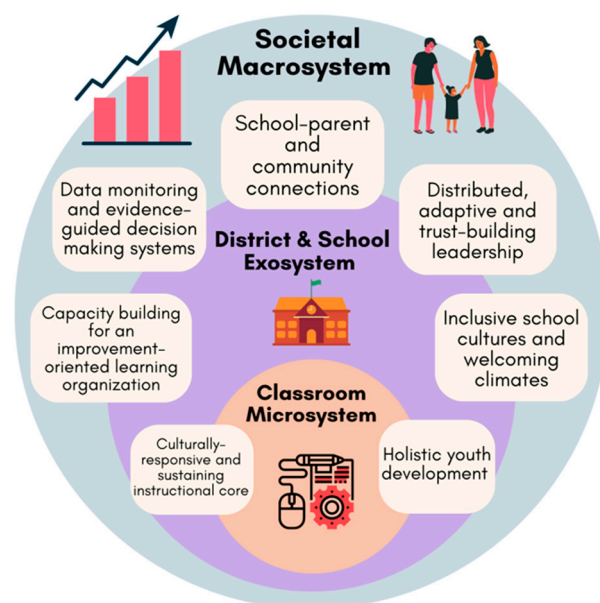 Societal
Macrosystem
School-parent
and
community
connections
Data monitoring
and evidence-
guided decision
making systems
Distributed,
adaptive and
trust-building
leadership
District & School
Exosystem
Capacity building
for an
improvement-
oriented learning
organization
Inclusive school
cultures and
welcoming
climates
Classroom
Microsystem
Culturally-
responsive and
sustaining
instructional core
Holistic youth
development